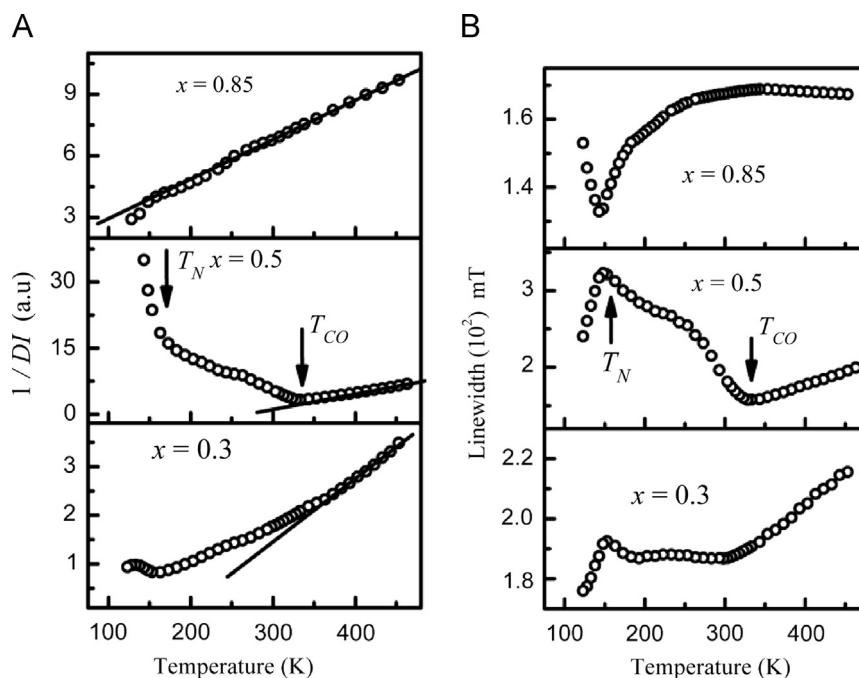 A
B
x = 0.85
9
6
3
T_N x = 0.5
T_CO
30
15
0
x = 0.3
3
2
1
1 / DI (a.u)
100 200 300 400
Temperature (K)
1.6
1.4
x = 0.85
x = 0.5
T_CO
T_N
3
2
x = 0.3
2.2
2.0
1.8
Linewidth (10²) mT
100 200 300 400
Temperature (K)